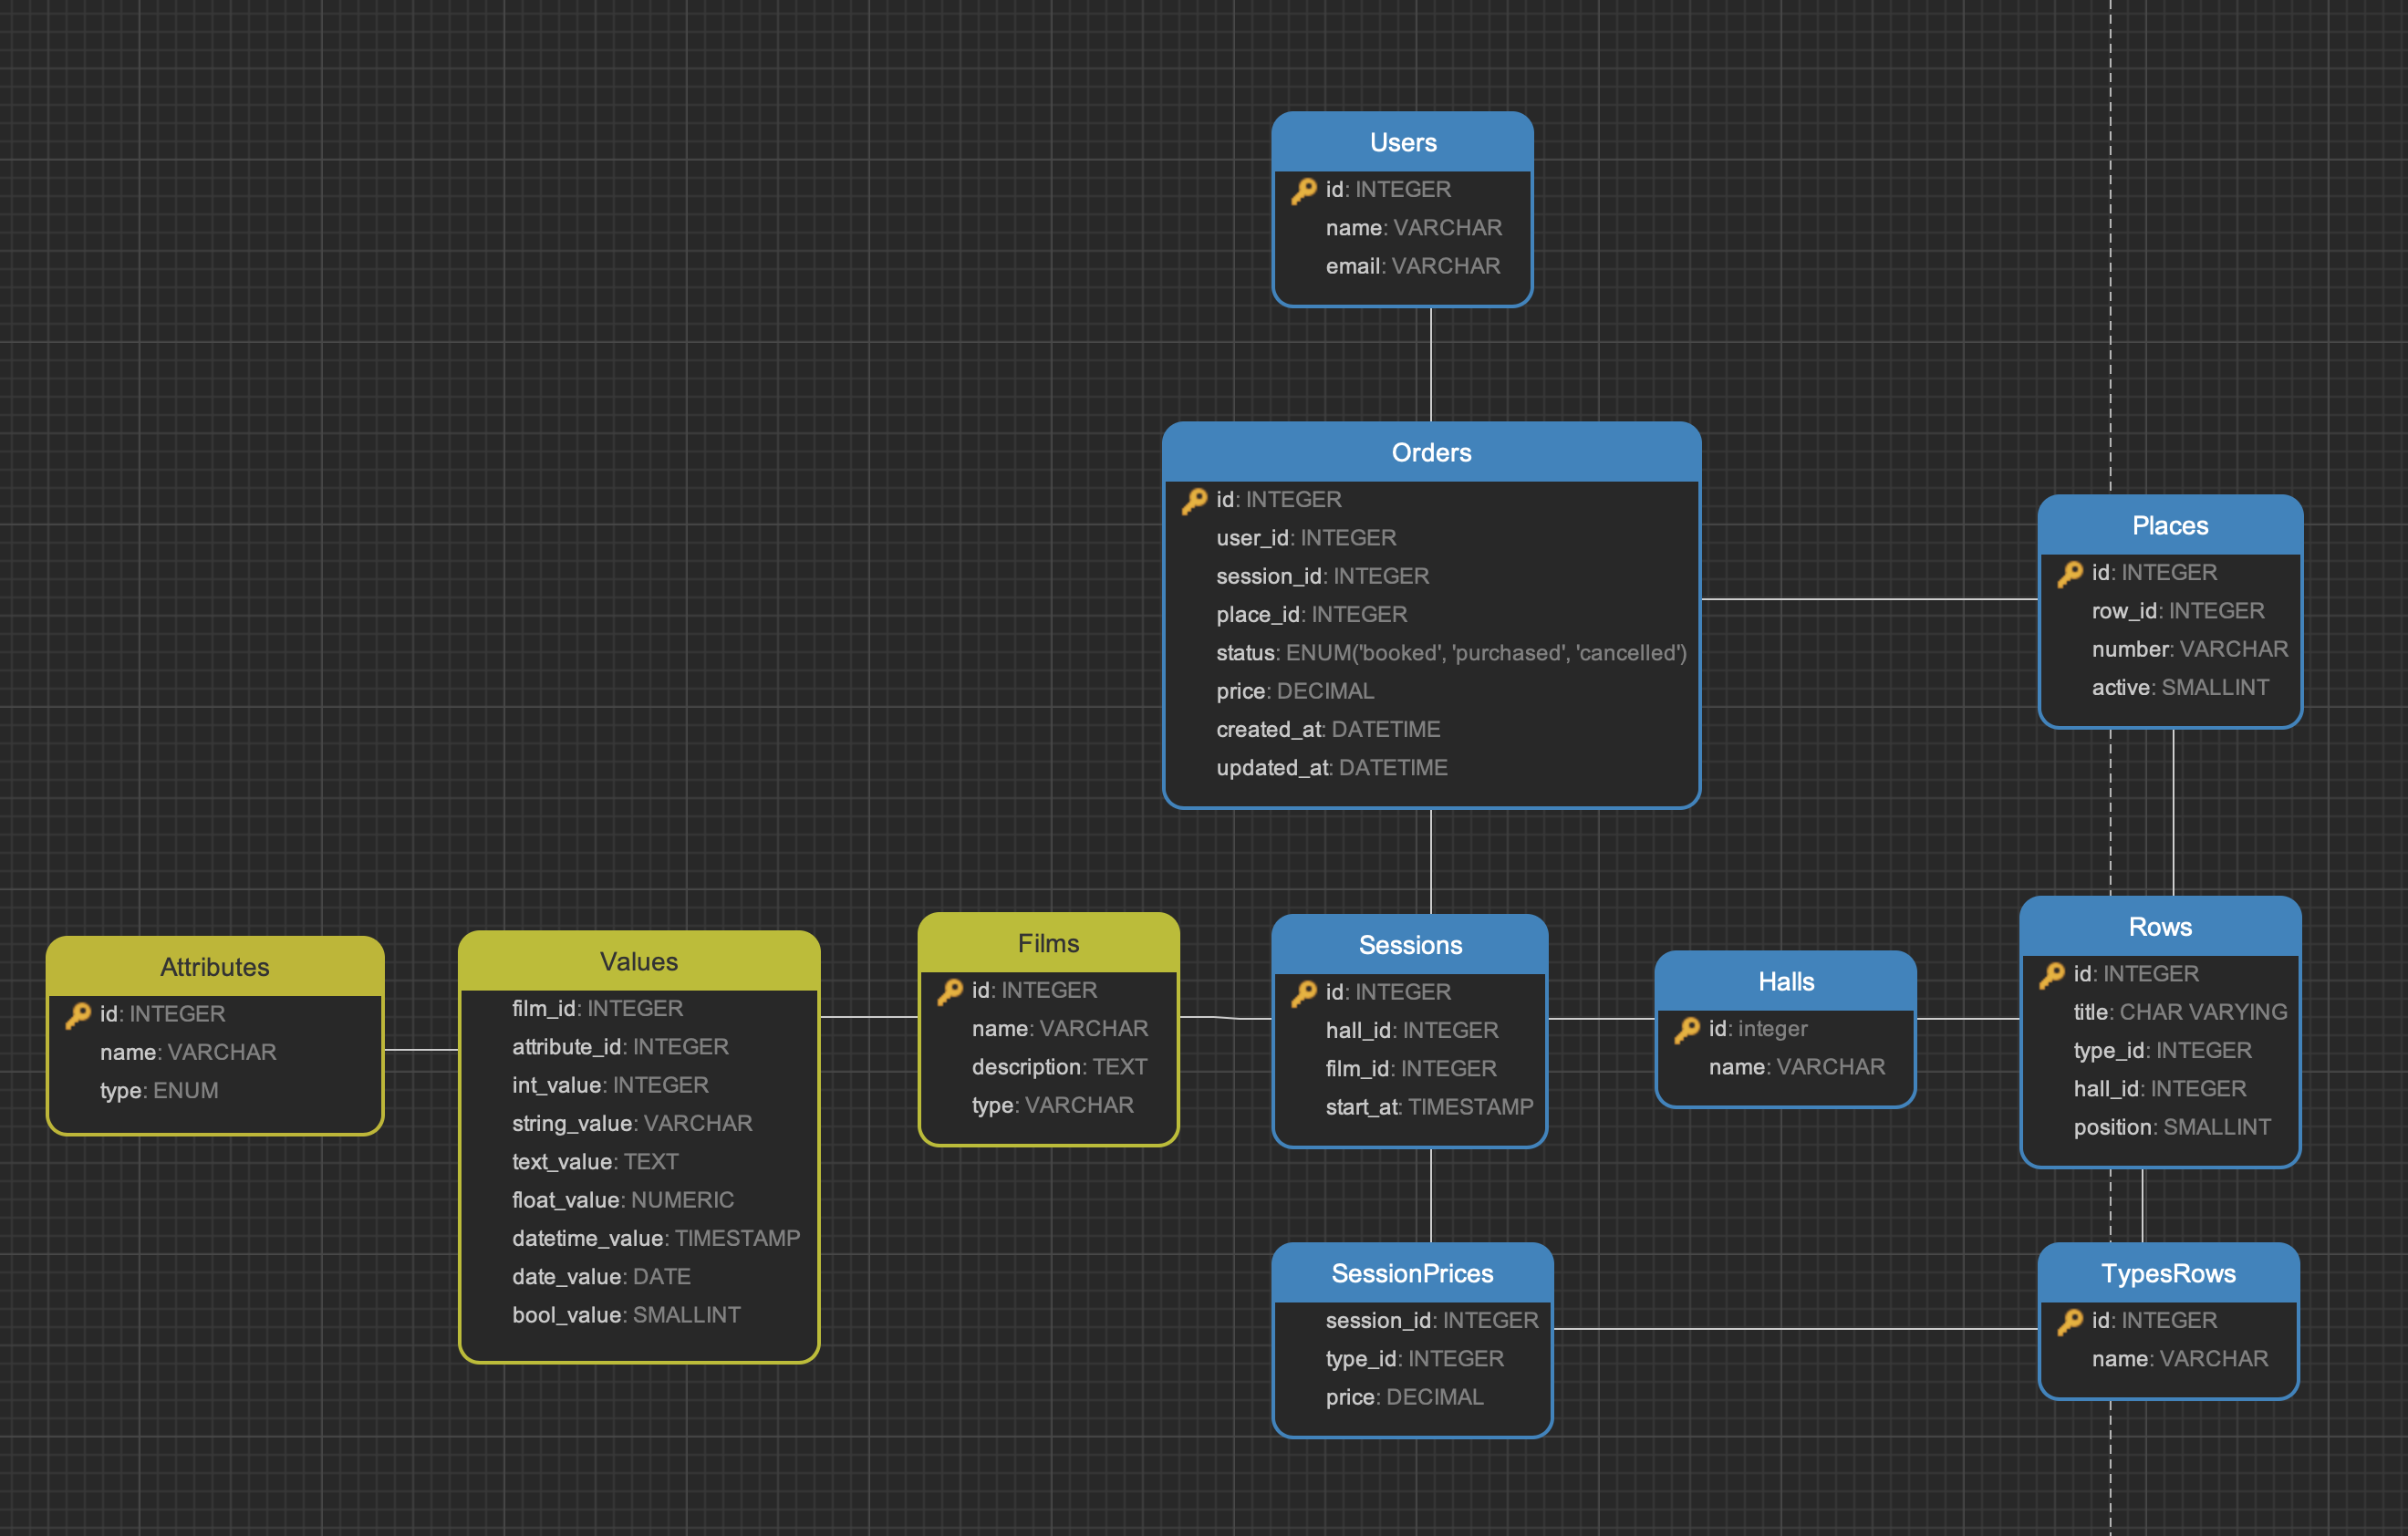 Users
id: INTEGER
name: VARCHAR
email: VARCHAR
Orders
id: INTEGER
user_id: INTEGER
session_id: INTEGER
place_id: INTEGER
status: ENUM('booked', 'purchased', 'cancelled')
price: DECIMAL
created_at: DATETIME
updated_at: DATETIME
Places
id: INTEGER
row_id: INTEGER
number: VARCHAR
active: SMALLINT
Attributes
id: INTEGER
name: VARCHAR
type: ENUM
Values
film_id: INTEGER
attribute_id: INTEGER
int_value: INTEGER
string_value: VARCHAR
text_value: TEXT
float_value: NUMERIC
datetime_value: TIMESTAMP
date_value: DATE
bool_value: SMALLINT
Films
id: INTEGER
name: VARCHAR
description: TEXT
type: VARCHAR
Sessions
id: INTEGER
hall_id: INTEGER
film_id: INTEGER
start_at: TIMESTAMP
Halls
id: integer
name: VARCHAR
Rows
id: INTEGER
title: CHAR VARYING
type_id: INTEGER
hall_id: INTEGER
position: SMALLINT
SessionPrices
session_id: INTEGER
type_id: INTEGER
price: DECIMAL
TypesRows
id: INTEGER
name: VARCHAR